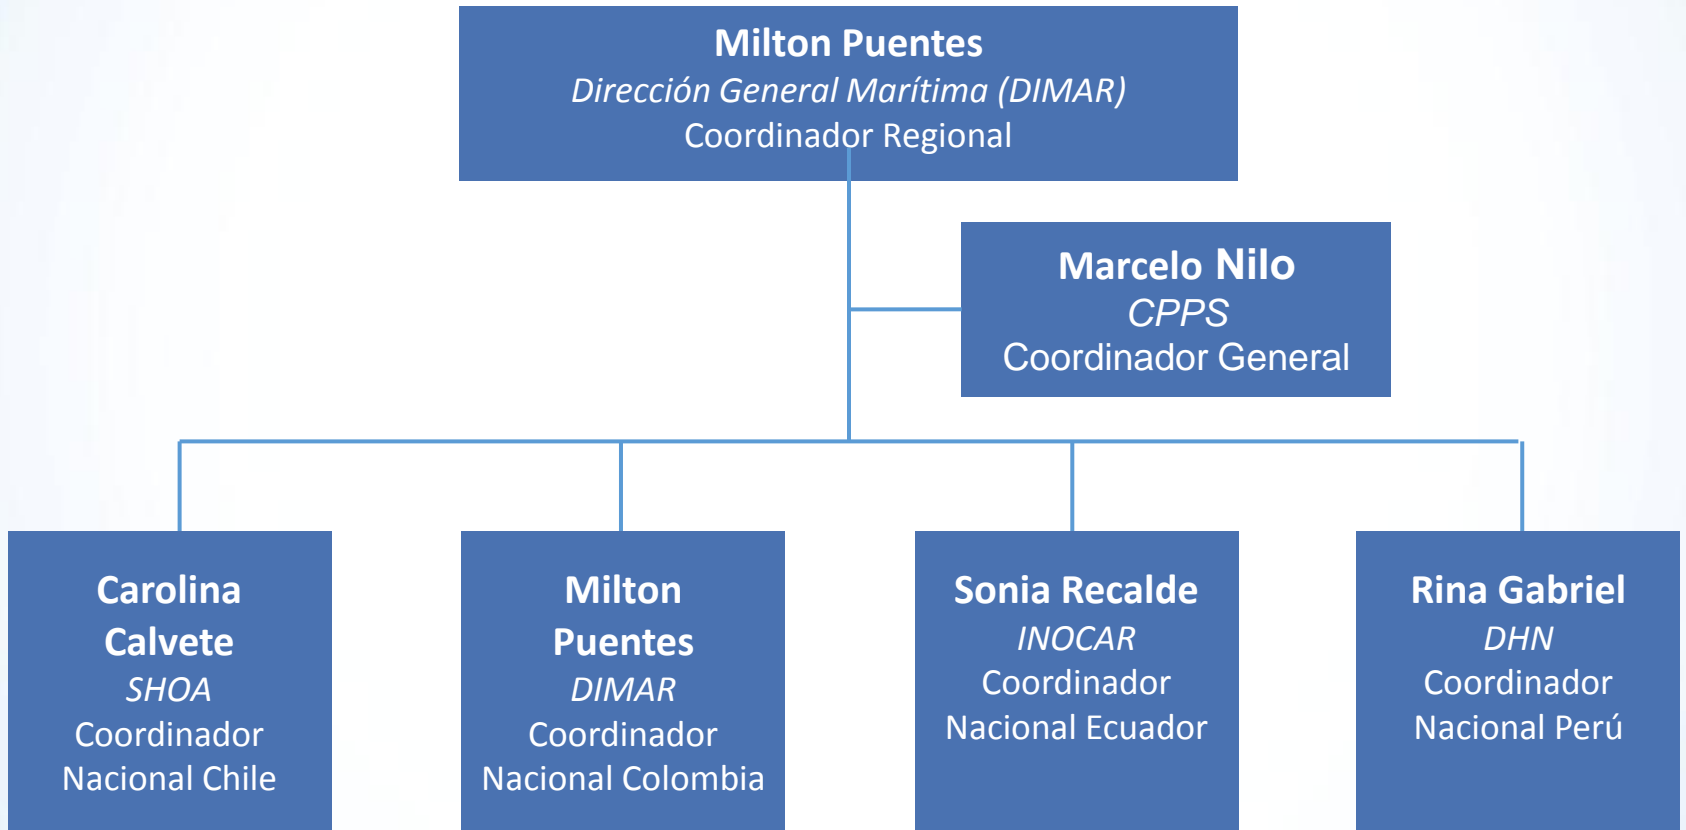 Milton Puentes
Dirección General Marítima (DIMAR)
Coordinador Regional
Marcelo Nilo
CPPS
Coordinador General
Carolina
Calvete
SHOA
Coordinador
Nacional Chile
Milton
Puentes
DIMAR
Coordinador
Nacional Colombia
Sonia Recalde
INOCAR
Coordinador
Nacional Ecuador
Rina Gabriel
DHN
Coordinador
Nacional Perú